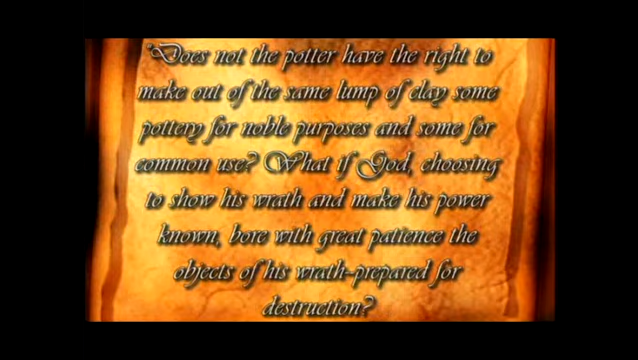 "Does not the potter have the right to
make out of the same lump of clay some
pottery for noble purposes and some for
common use? What if God, choosing
to show his wrath and make his power
known, bore with great patience the
objects of his wrath-prepared for
destruction?